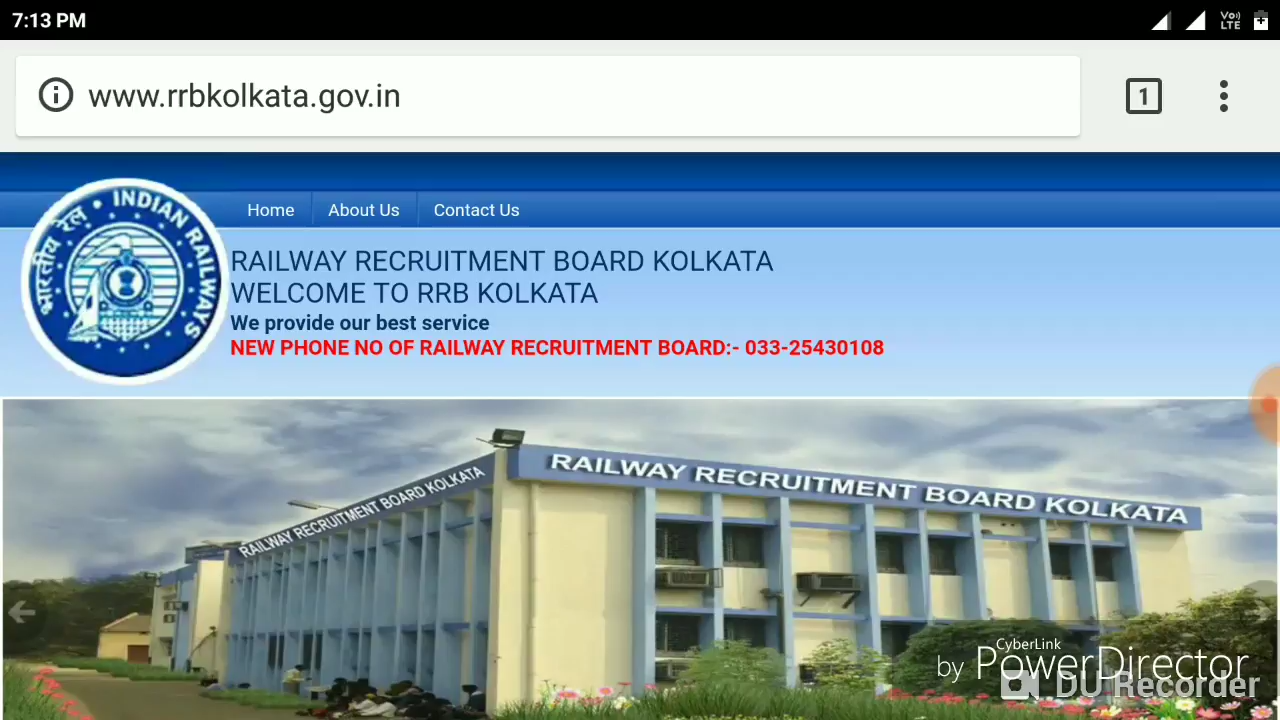 7:13 PM
Vo))
LTE
www.rrbkolkata.gov.in
1
Home
About Us
Contact Us
भारतीय रेल • INDIAN RAILWAYS
RAILWAY RECRUITMENT BOARD KOLKATA
WELCOME TO RRB KOLKATA
We provide our best service
NEW PHONE NO OF RAILWAY RECRUITMENT BOARD:- 033-25430108
RAILWAY RECRUITMENT BOARD KOLKATA
RAILWAY RECRUITMENT BOARD KOLKATA
CyberLink
by PowerDirector
DU Recorder